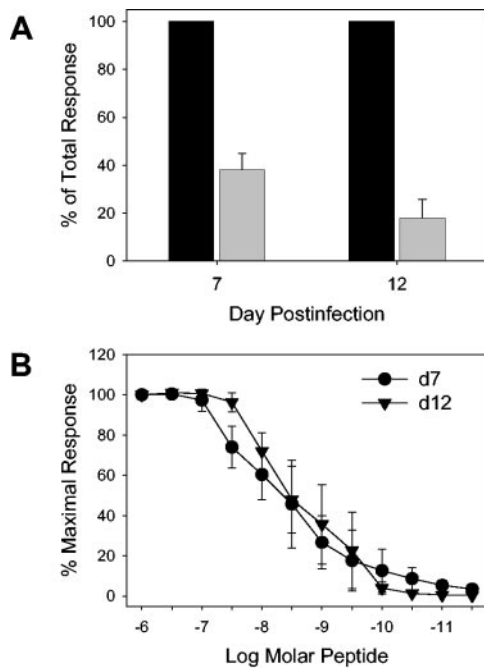 A
% of Total Response
100
80
60
40
20
0
7
12
Day Postinfection
B
% Maximal Response
120
100
80
60
40
20
0
d7
d12
-6
-7
-8
-9
-10
-11
Log Molar Peptide